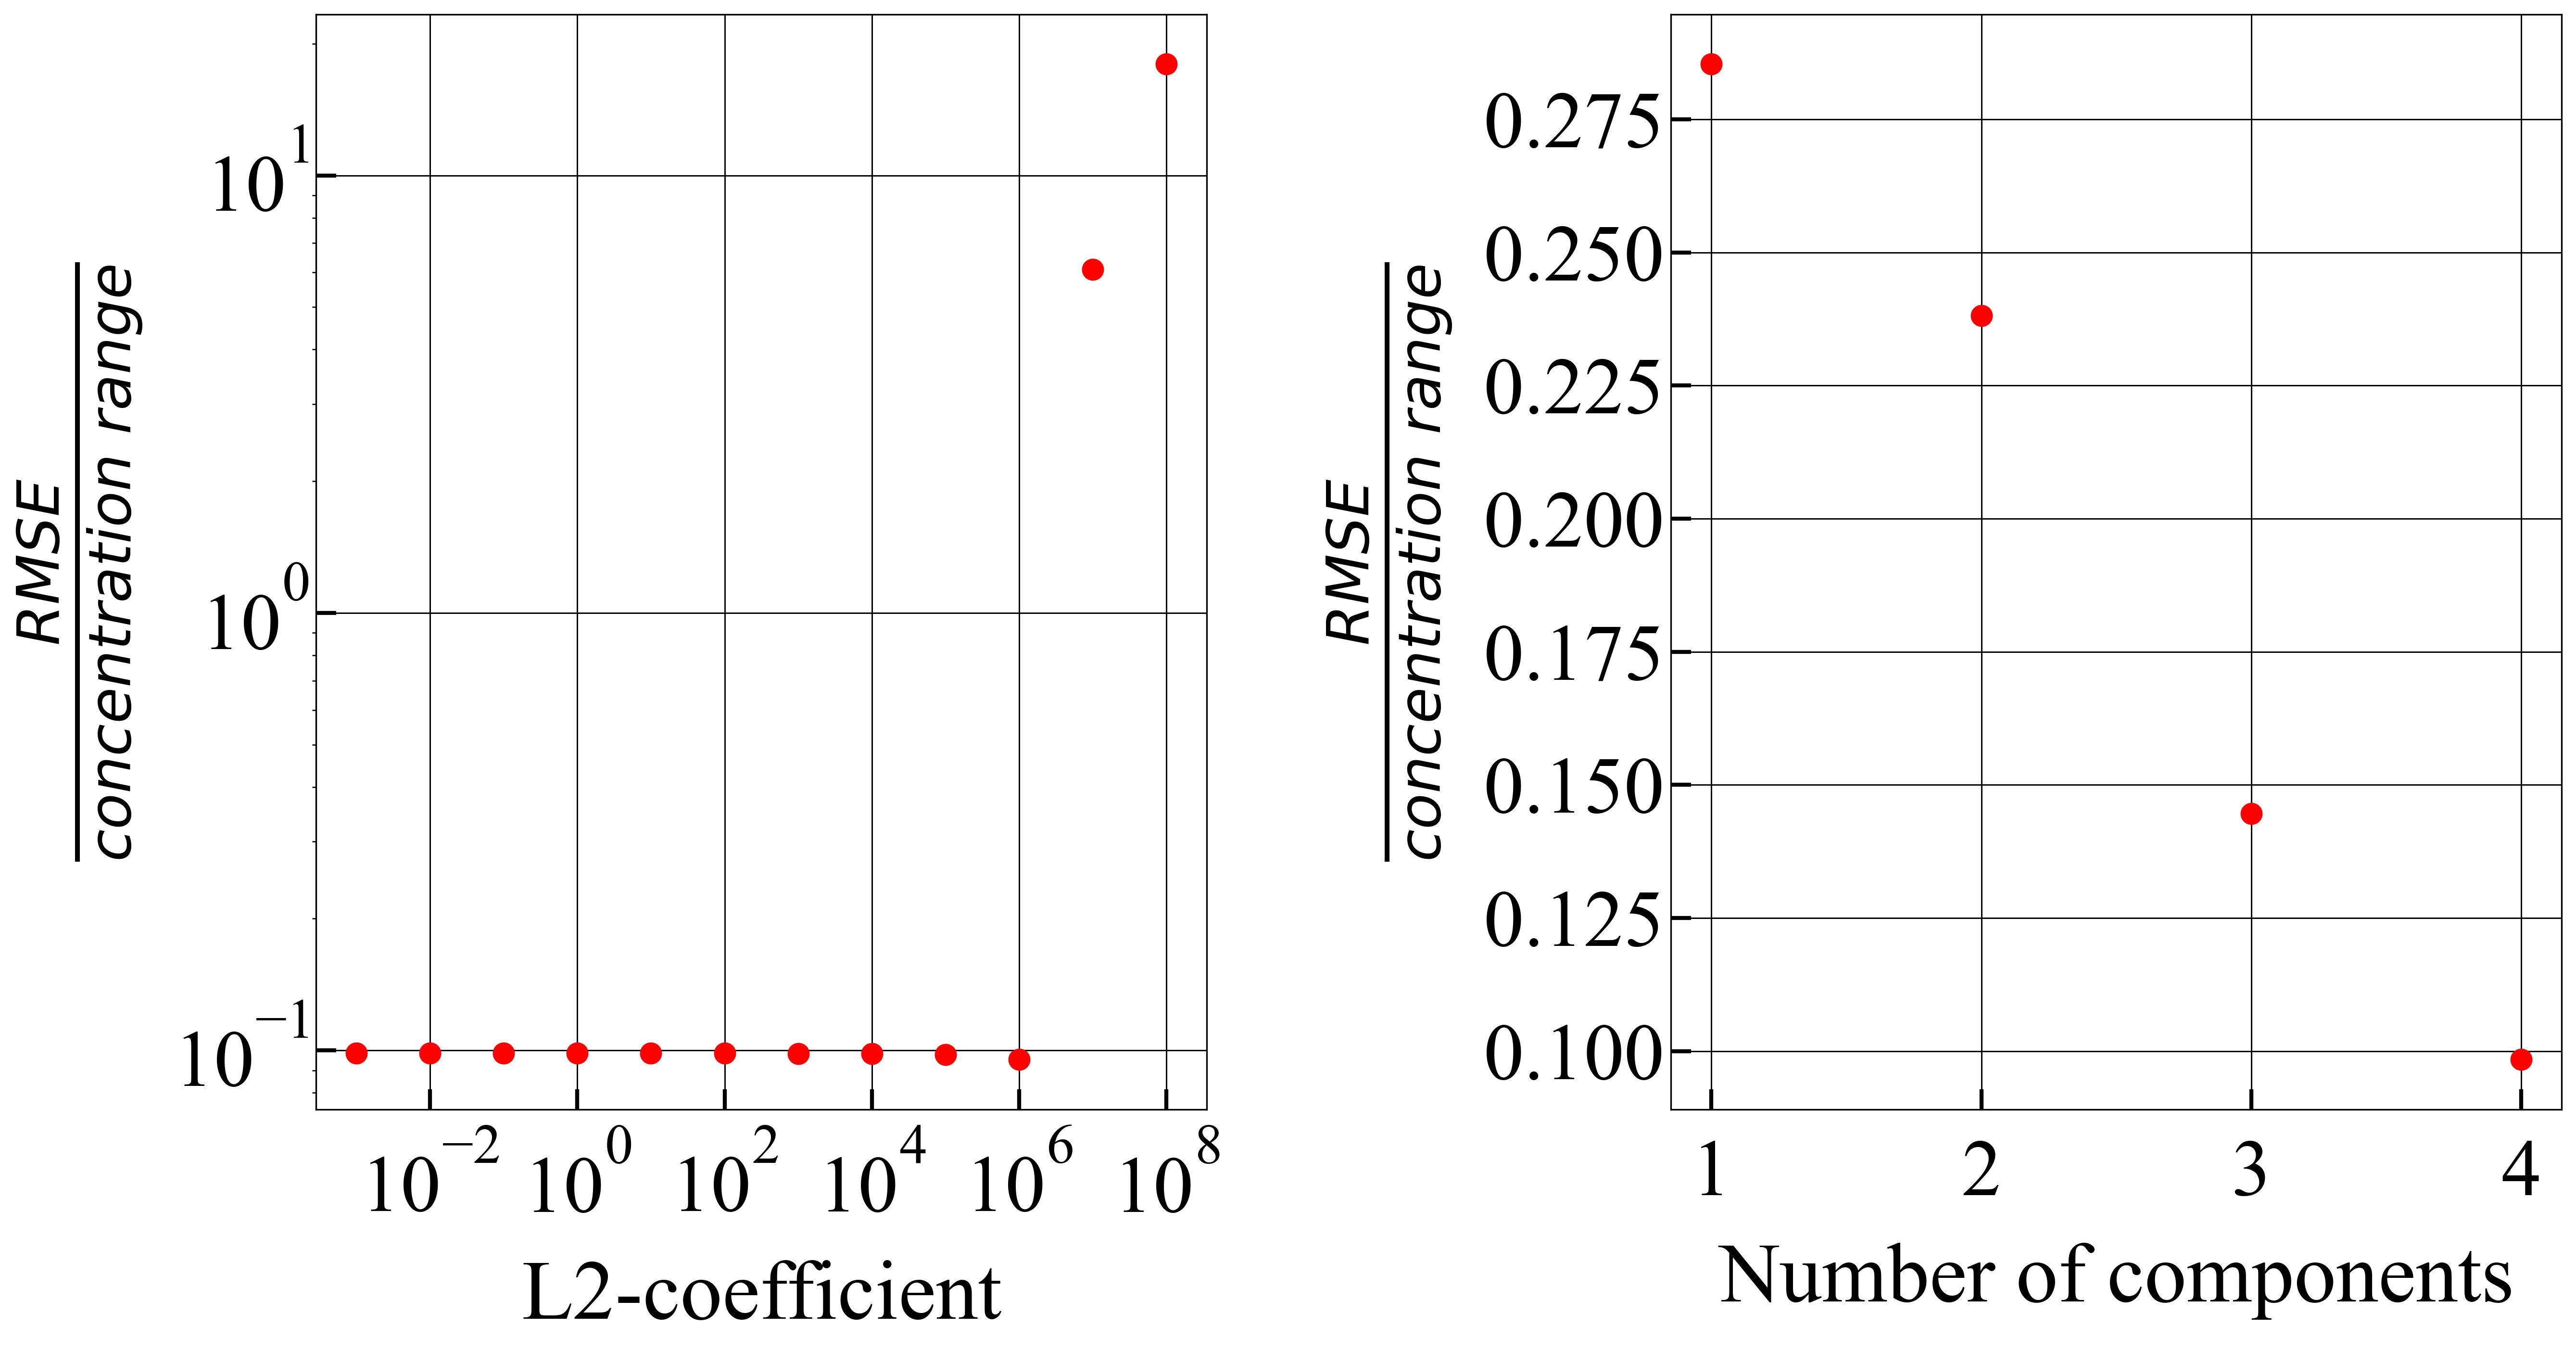 RMSE
concentration range
10^1
10^0
10^−1
10^−2 10^0 10^2 10^4 10^6 10^8
L2-coefficient
RMSE
concentration range
0.275
0.250
0.225
0.200
0.175
0.150
0.125
0.100
1 2 3 4
Number of components